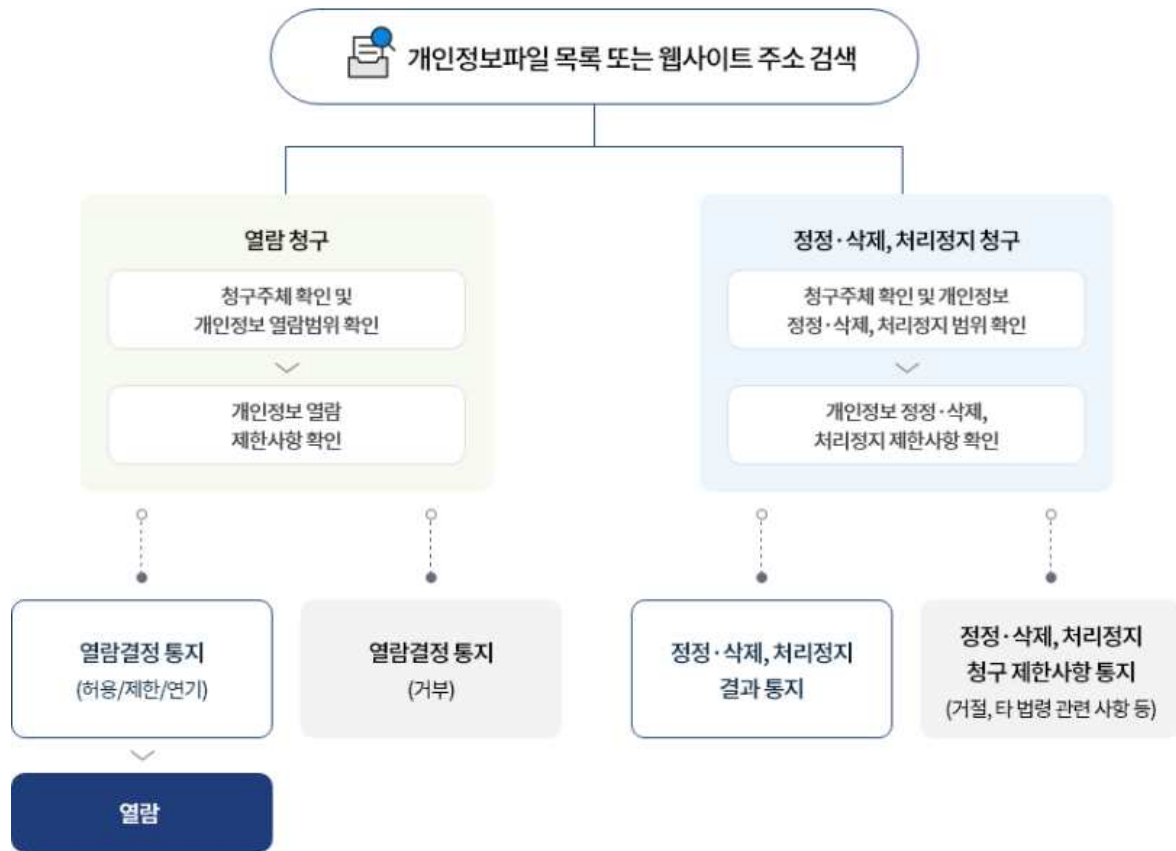 개인정보파일 목록 또는 웹사이트 주소 검색
열람 청구
청구주체 확인 및
개인정보 열람범위 확인
개인정보 열람
제한사항 확인
정정·삭제, 처리정지 청구
청구주체 확인 및 개인정보
정정·삭제, 처리정지 범위 확인
개인정보 정정·삭제,
처리정지 제한사항 확인
열람결정 통지
(허용/제한/연기)
열람결정 통지
(거부)
정정·삭제, 처리정지
결과 통지
정정·삭제, 처리정지
청구 제한사항 통지
(거절, 타 법령 관련 사항 등)
열람